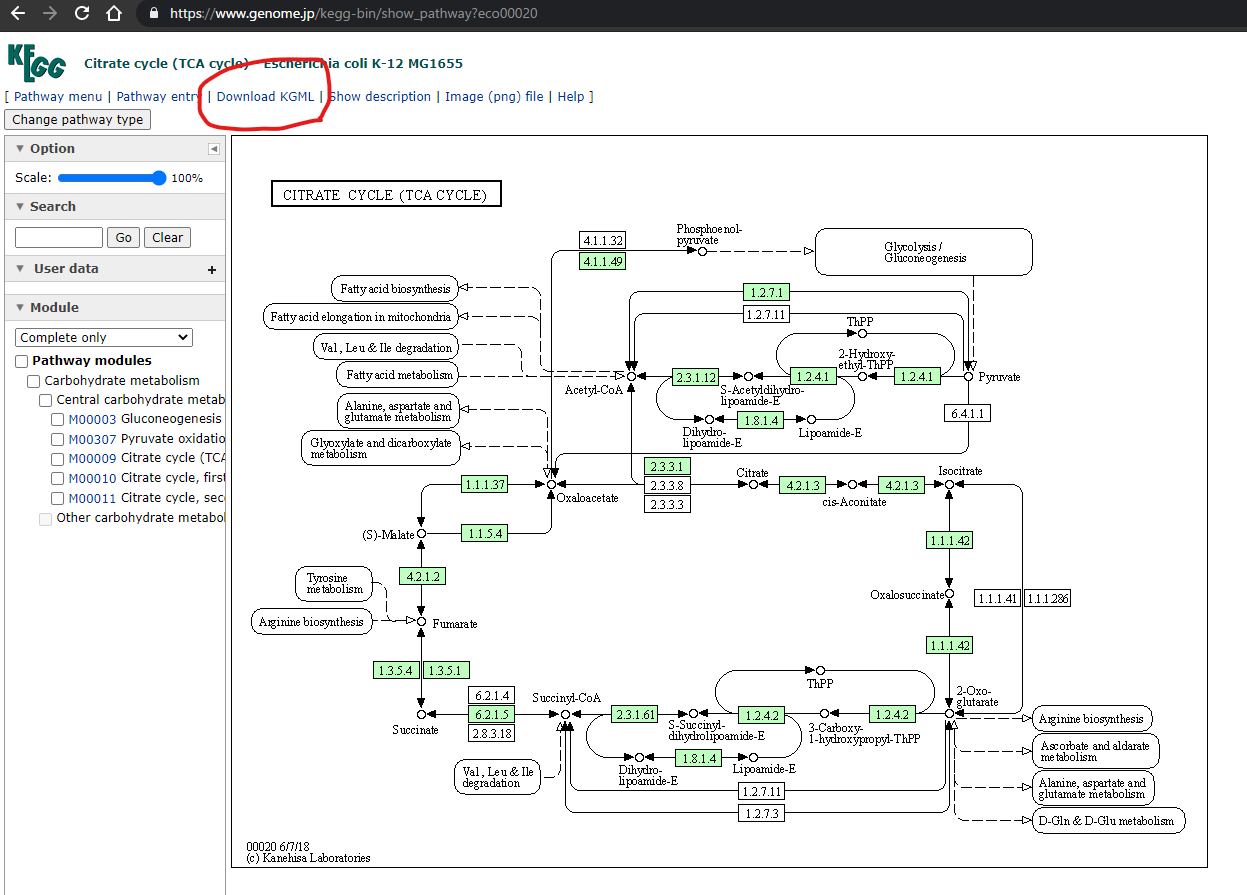 https://www.genome.jp/kegg-bin/show_pathway?eco00020
KEGG
Citrate cycle (TCA cycle) - Escherichia coli K-12 MG1655
[ Pathway menu | Pathway entry | Download KGML | Show description | Image (png) file | Help ]
Change pathway type
Option
Scale: 100%
Search
Go Clear
User data +
Module
Complete only
Pathway modules
Carbohydrate metabolism
Central carbohydrate metab
M00003 Gluconeogenesis
M00307 Pyruvate oxidatio
M00009 Citrate cycle (TCA
M00010 Citrate cycle, first
M00011 Citrate cycle, sec
Other carbohydrate metabol
CITRATE CYCLE (TCA CYCLE)
Phosphoenol-
pyruvate
4.1.1.32
4.1.1.49
Glycolysis /
Gluconeogenesis
Fatty acid biosynthesis
Fatty acid elongation in mitochondria
Val, Leu & Ile degradation
Fatty acid metabolism
Alanine, aspartate and
glutamate metabolism
Glyoxylate and dicarboxylate
metabolism
1.2.7.1
1.2.7.11
ThPP
2-Hydroxy-
ethyl-ThPP
Acetyl-CoA
2.3.1.12
1.2.4.1
1.2.4.1
Pyruvate
S-Acetyldihydro-
lipoamide-E
6.4.1.1
Dihydro-
lipoamide-E
1.8.1.4
Lipoamide-E
1.1.1.37
Oxaloacetate
2.3.3.1
2.3.3.8
2.3.3.3
Citrate
4.2.1.3
cis-Aconitate
4.2.1.3
Isocitrate
(S)-Malate
1.1.5.4
1.1.1.42
4.2.1.2
Tyrosine
metabolism
Oxalosuccinate
1.1.1.41
1.1.1.286
Arginine biosynthesis
Fumarate
1.1.1.42
1.3.5.4
1.3.5.1
ThPP
6.2.1.4
6.2.1.5
2.8.3.18
Succinate
Succinyl-CoA
2.3.1.61
S-Succinyl-
dihydrolipoamide-E
1.2.4.2
3-Carboxy-
1-hydroxypropyl-ThPP
1.2.4.2
2-Oxo-
glutarate
Arginine biosynthesis
Ascorbate and aldarate
metabolism
Alanine, aspartate and
glutamate metabolism
D-Gln & D-Glu metabolism
Val, Leu & Ile
degradation
Dihydro-
lipoamide-E
1.8.1.4
Lipoamide-E
1.2.7.11
1.2.7.3
00020 6/7/18
(c) Kanehisa Laboratories